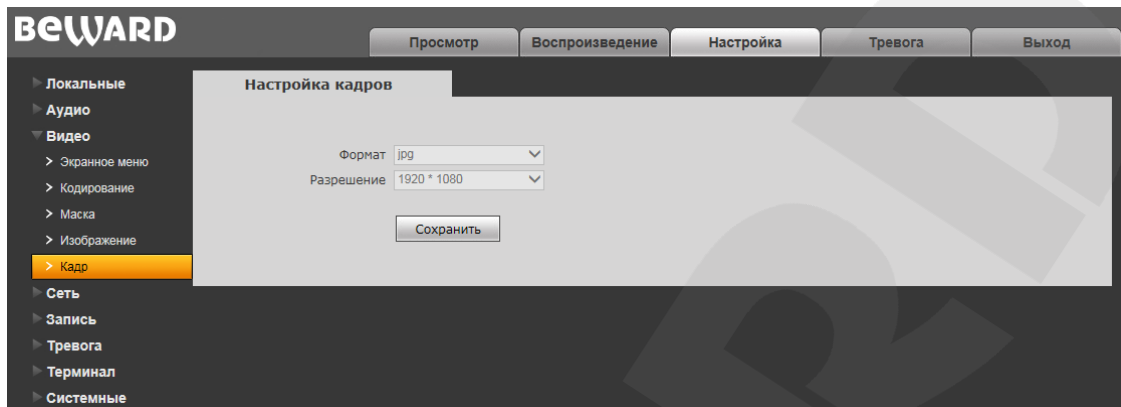 BEWARD
Просмотр Воспроизведение Настройка Тревога Выход
Локальные
Аудио
Видео
Экранное меню
Кодирование
Маска
Изображение
Кадр
Сеть
Запись
Тревога
Терминал
Системные
Настройка кадров
Формат jpg
Разрешение 1920 * 1080
Сохранить